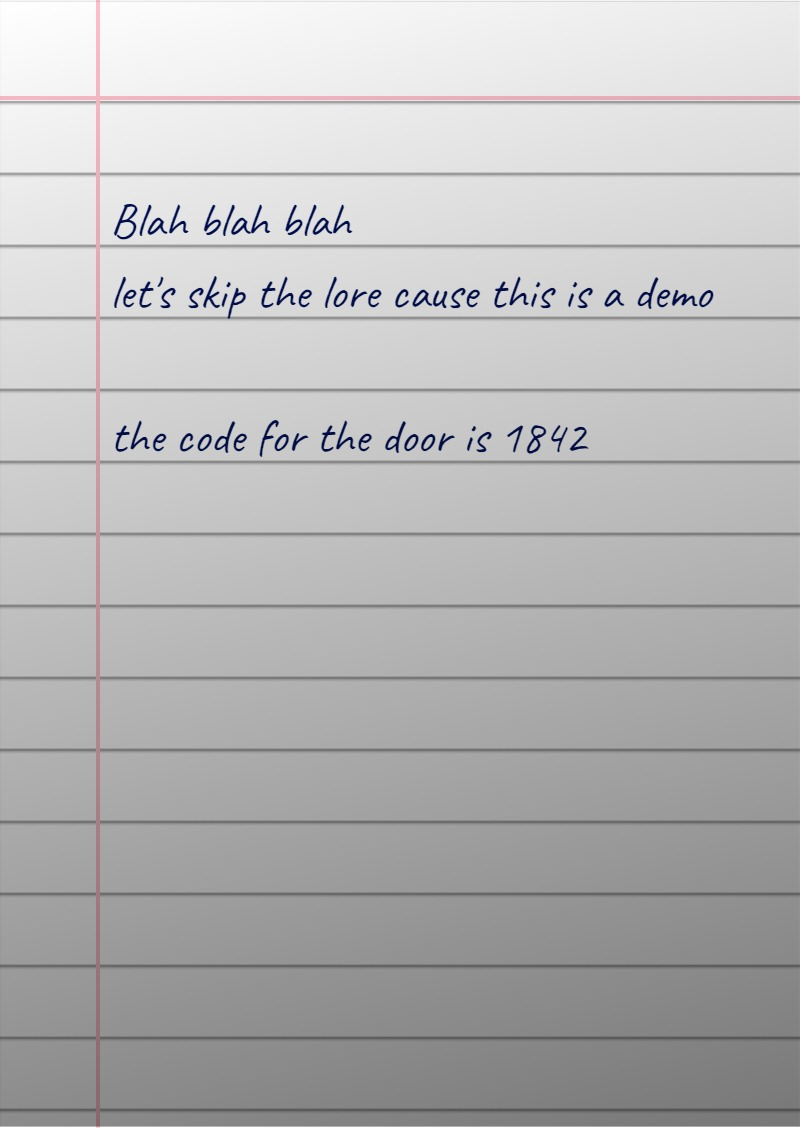 Blah blah blah
let's skip the lore cause this is a demo
the code for the door is 1842